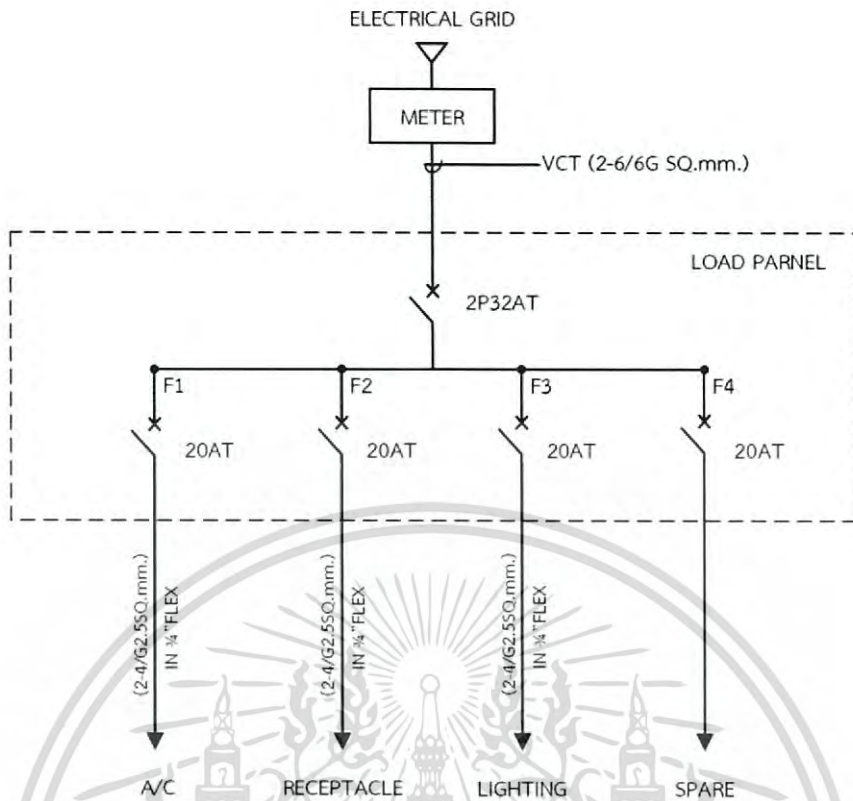 ELECTRICAL GRID
METER
VCT (2-6/6G SQ.mm.)
LOAD PARNEL
2P32AT
F1
F2
F3
F4
20AT
20AT
20AT
20AT
(2-4/G2.5SQ.mm.)
IN ¾"FLEX
(2-4/G2.5SQ.mm.)
IN ¾"FLEX
(2-4/G2.5SQ.mm.)
IN ¾"FLEX
A/C
RECEPTACLE
LIGHTING
SPARE